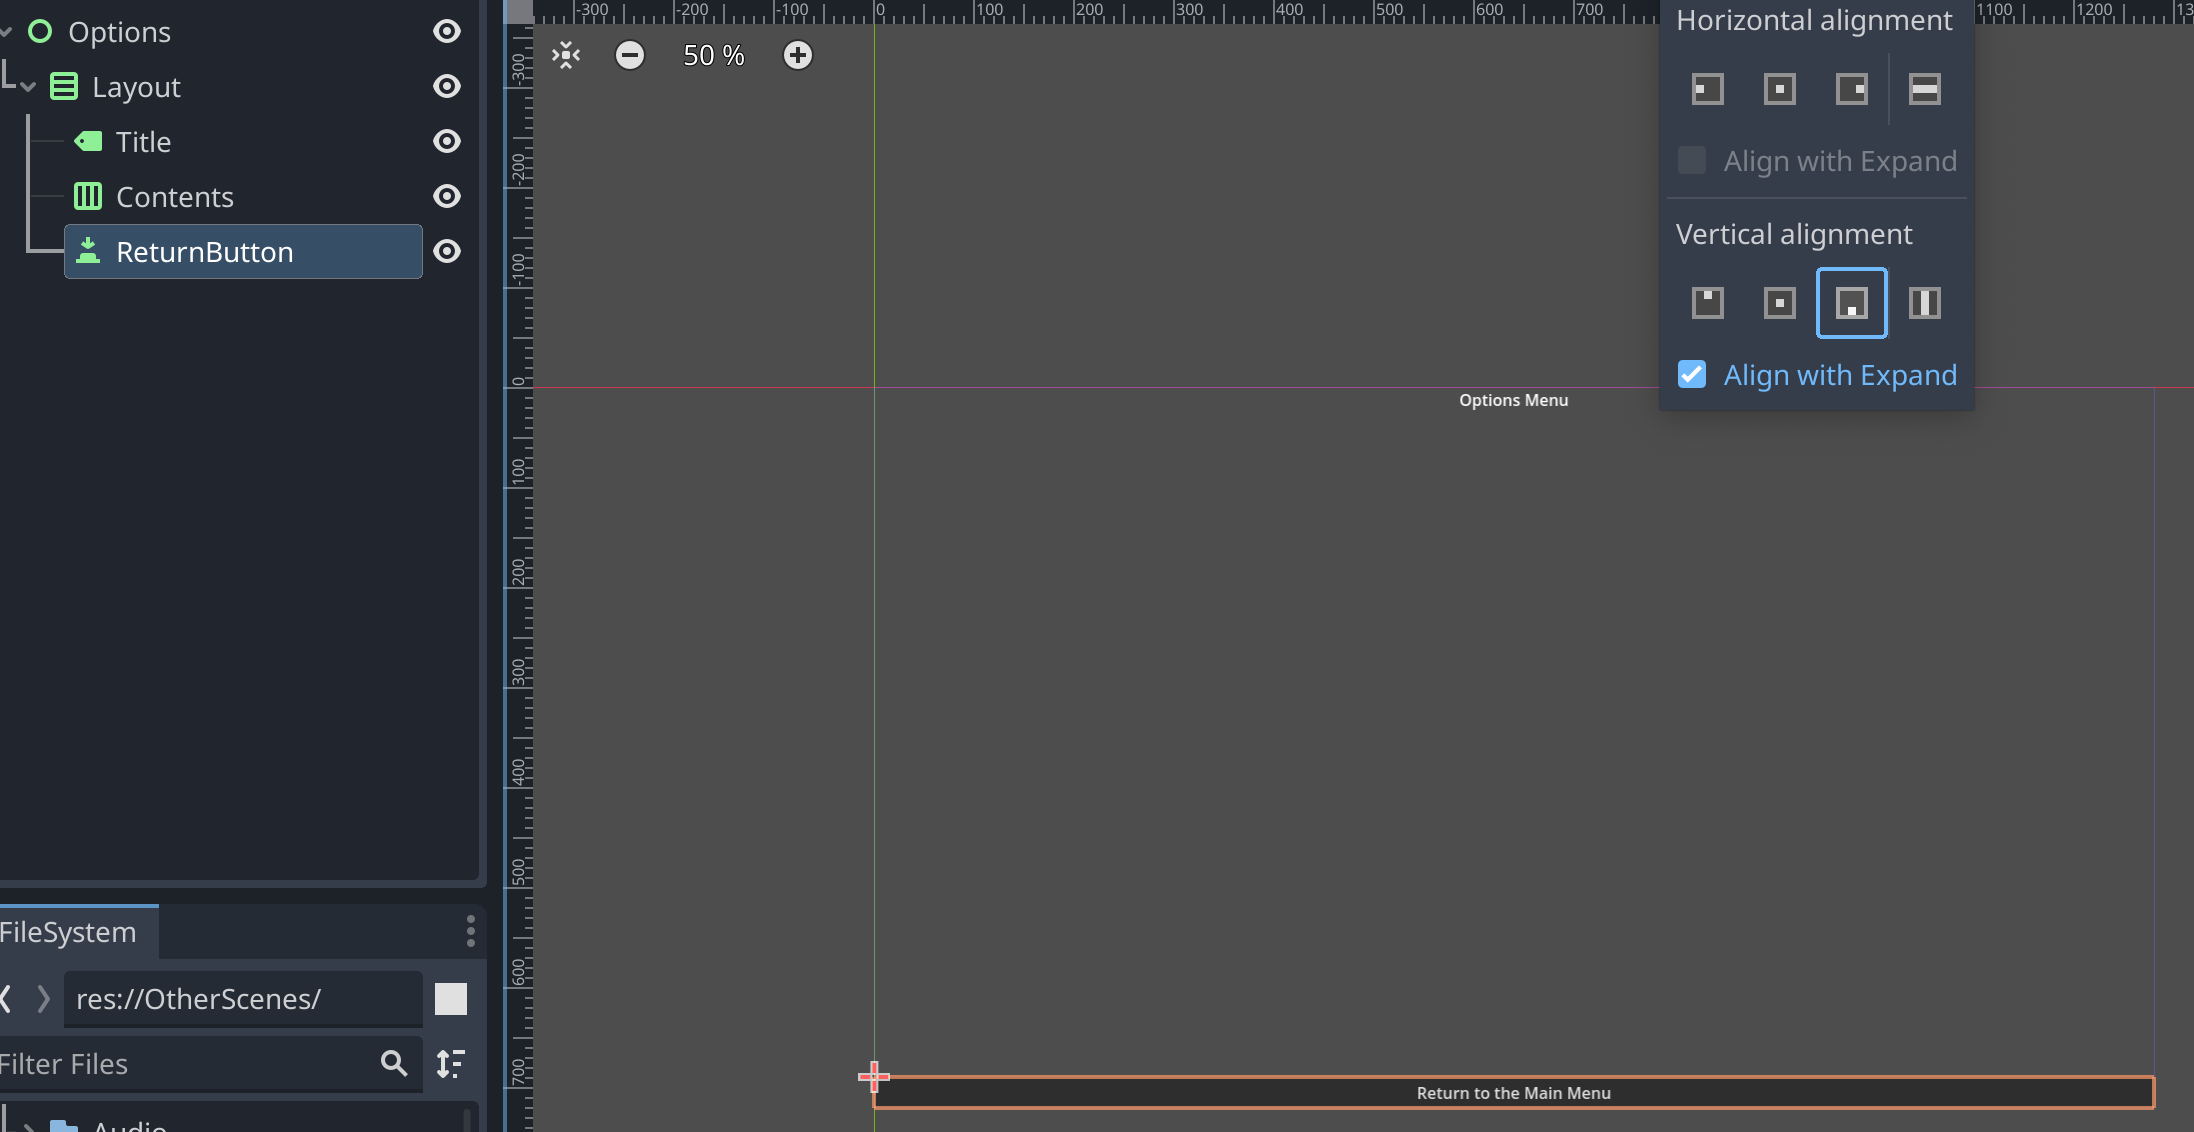 Options
Layout
Title
Contents
ReturnButton
FileSystem
res://OtherScenes/
Filter Files
Audio
-300 -200 -100 0 100 200 300 400 500 600 700 1100 1200 13
50 %
-300
-200
-100
0
100
200
300
400
500
600
700
Horizontal alignment
Align with Expand
Vertical alignment
Align with Expand
Options Menu
Return to the Main Menu